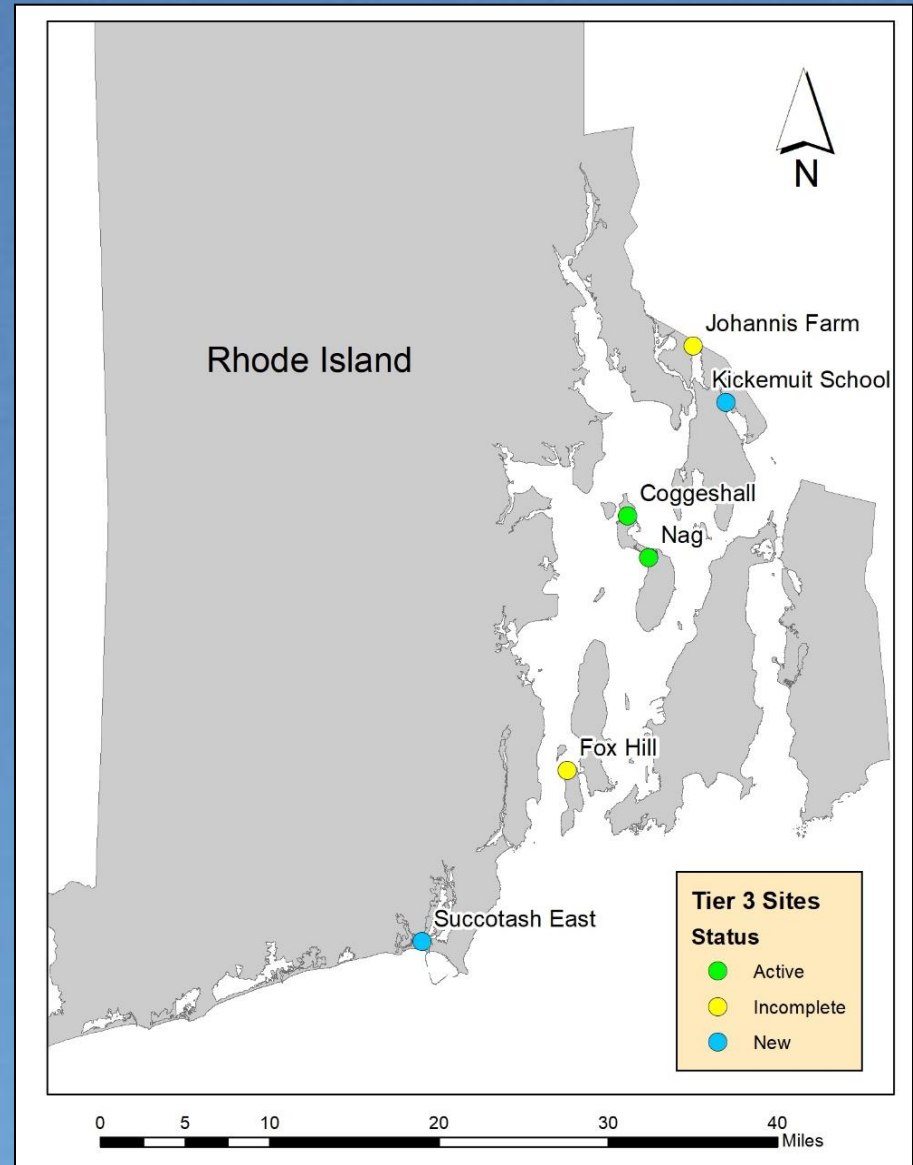 N
Johannis Farm
Rhode Island
Kickemuit School
Coggeshall
Nag
Fox Hill
Succotash East
Tier 3 Sites
Status
Active
Incomplete
New
0 5 10 20 30 40
Miles